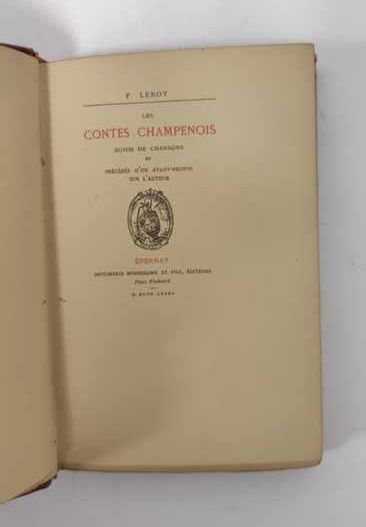 F. LEROY
LES
CONTES CHAMPENOIS
SUIVIS DE CHANSONS
ET
PRÉCÉDÉS D'UN AVANT-PROPOS
SUR L'AUTEUR
ÉPERNAY
IMPRIMERIE BONNEDAME ET FILS, ÉDITEURS